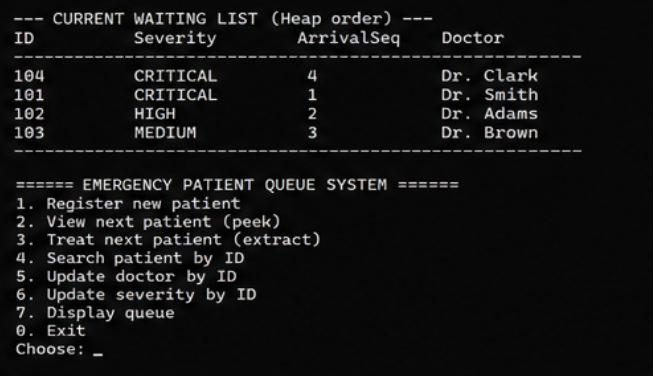 --- CURRENT WAITING LIST (Heap order) ---
ID Severity ArrivalSeq Doctor
--------------------------------------------------------
104 CRITICAL 4 Dr. Clark
101 CRITICAL 1 Dr. Smith
102 HIGH 2 Dr. Adams
103 MEDIUM 3 Dr. Brown
--------------------------------------------------------
====== EMERGENCY PATIENT QUEUE SYSTEM ======
1. Register new patient
2. View next patient (peek)
3. Treat next patient (extract)
4. Search patient by ID
5. Update doctor by ID
6. Update severity by ID
7. Display queue
0. Exit
Choose: _